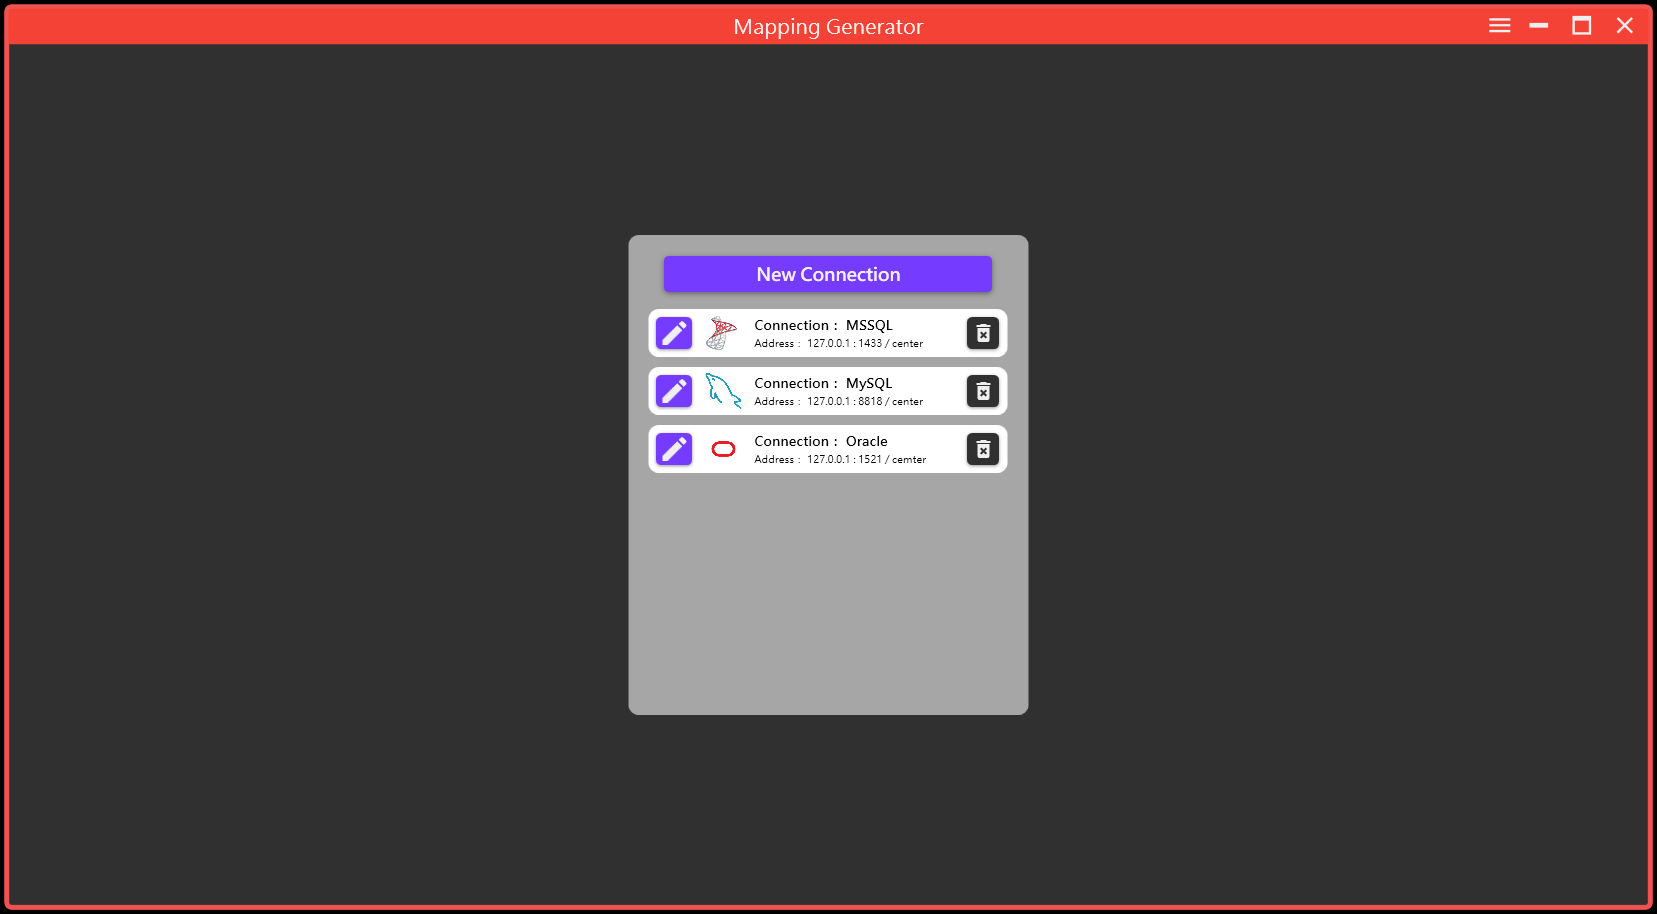 Mapping Generator
New Connection
Connection : MSSQL
Address : 127.0.0.1 : 1433 / center
Connection : MySQL
Address : 127.0.0.1 : 8818 / center
Connection : Oracle
Address : 127.0.0.1 : 1521 / cemter